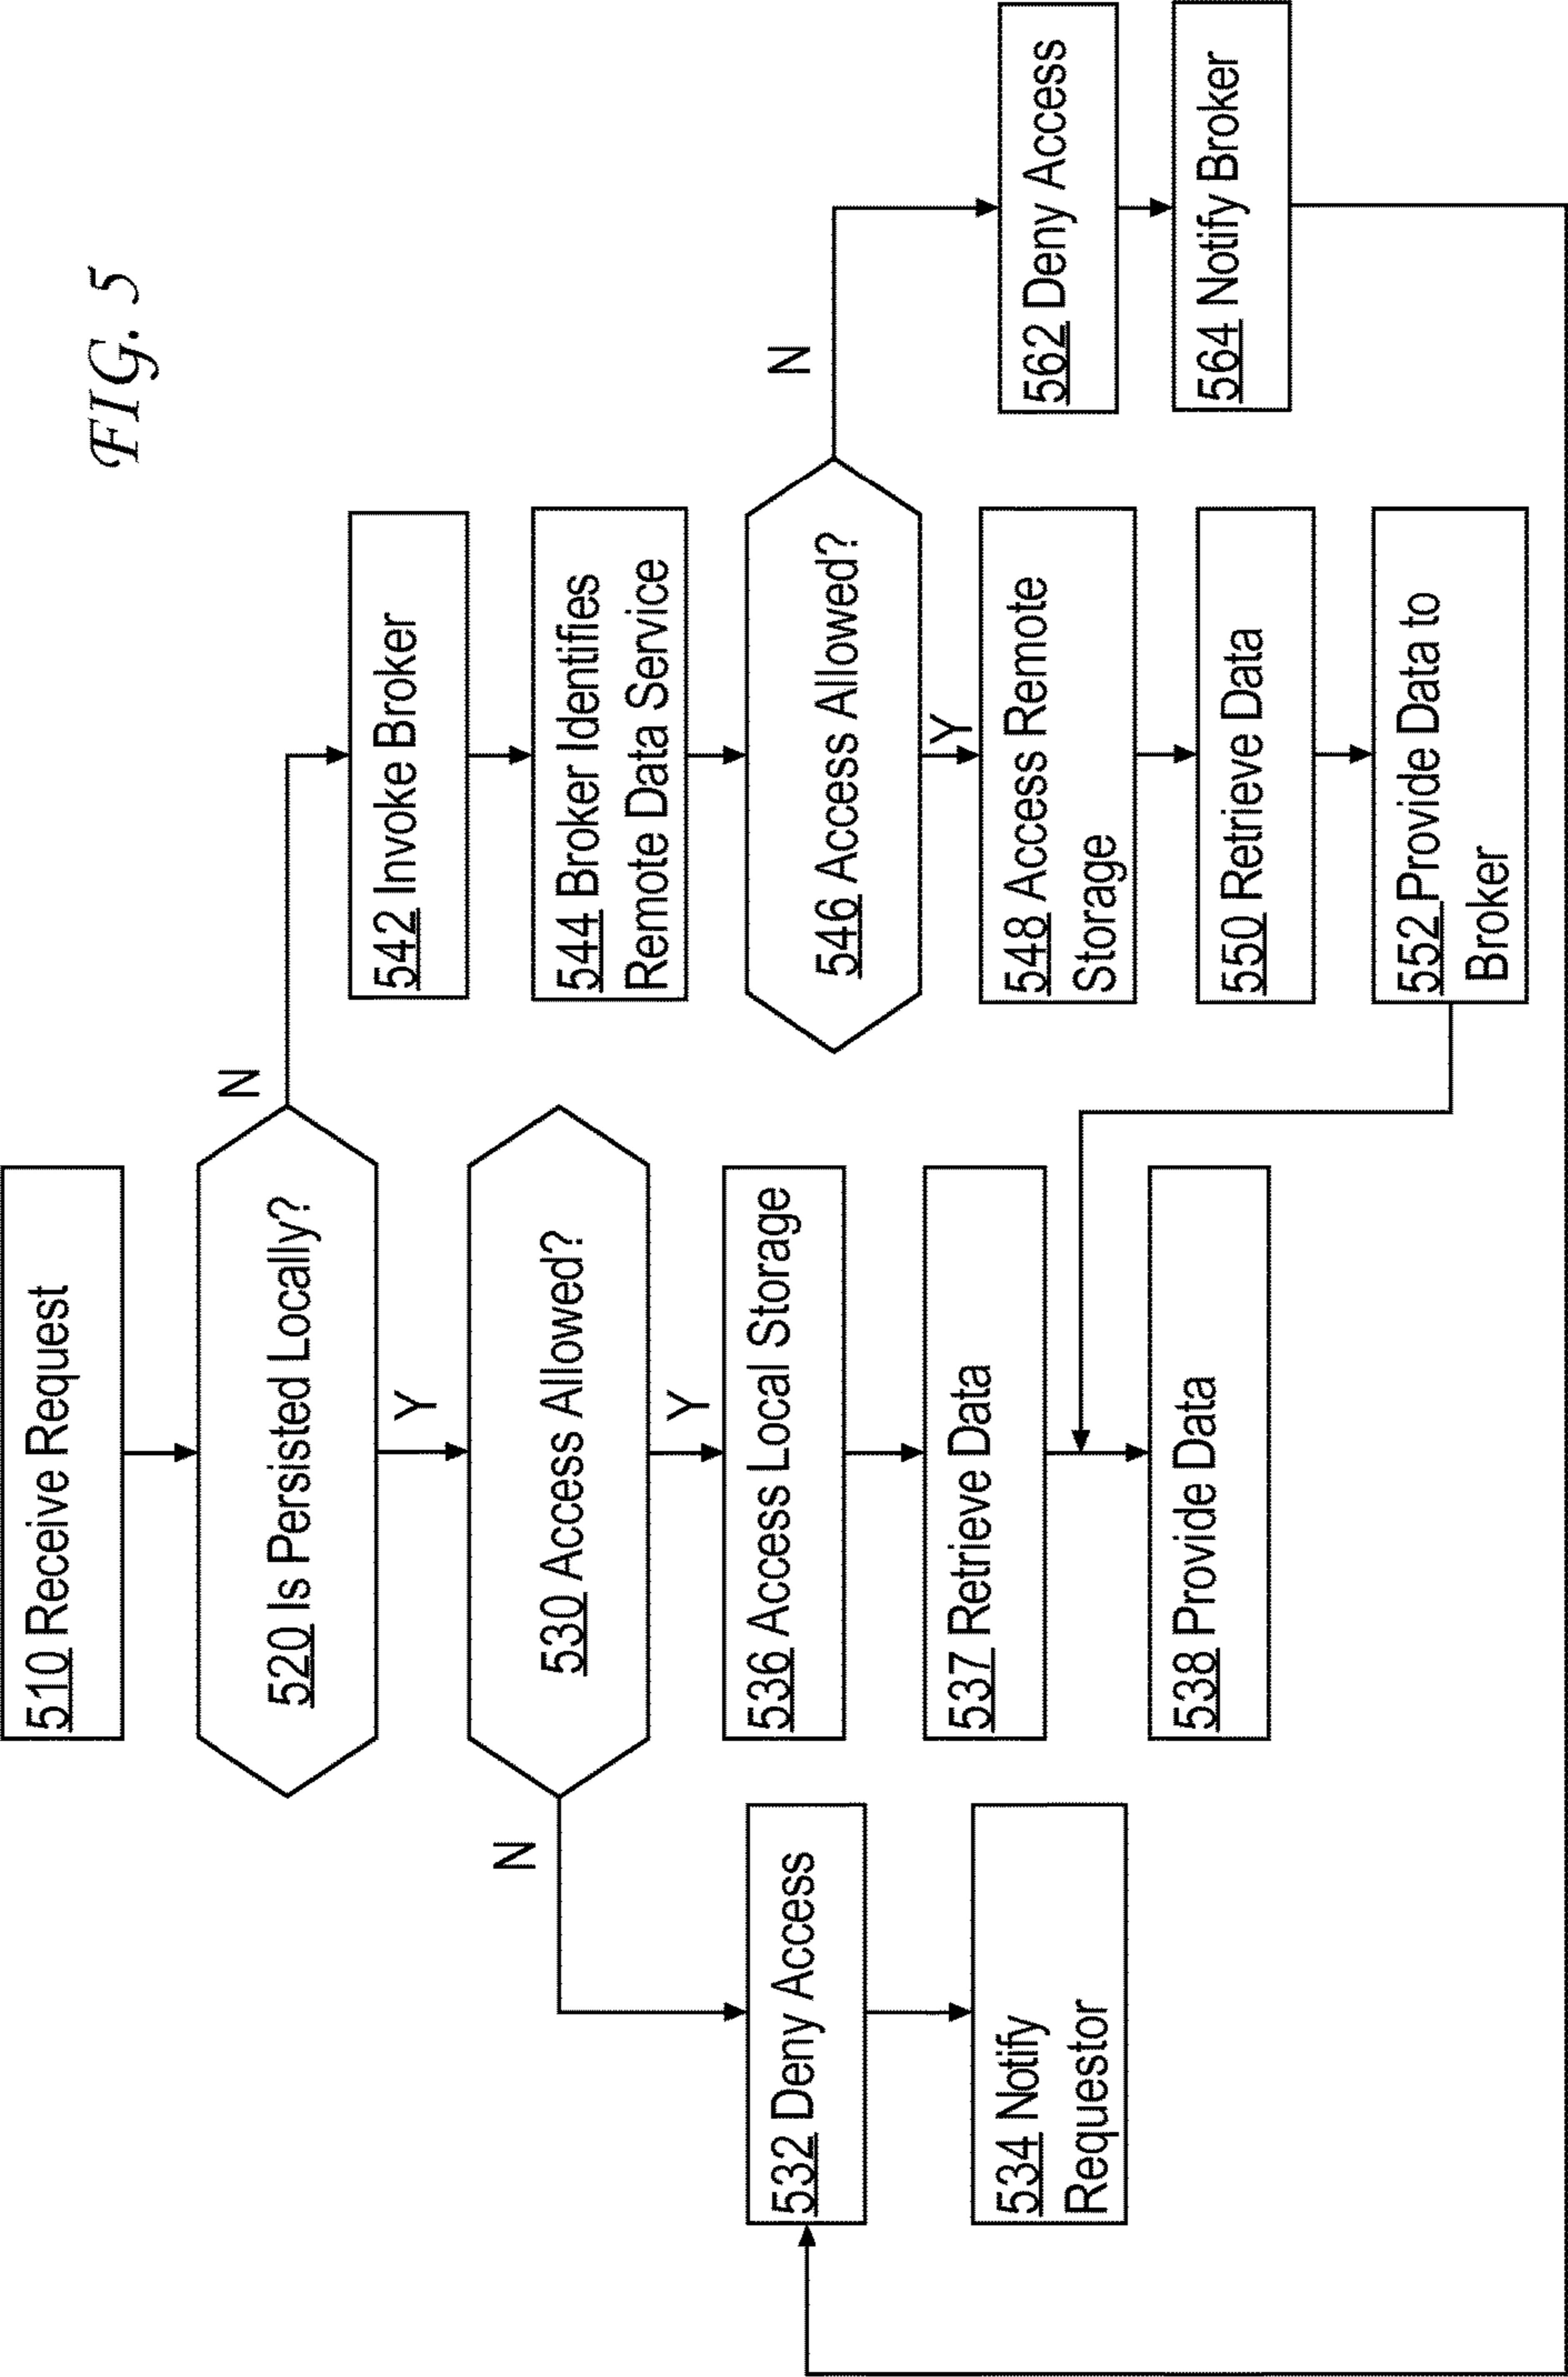 FIG. 5
510 Receive Request
520 Is Persisted Locally?
N
Y
530 Access Allowed?
N
Y
532 Deny Access
534 Notify
Requestor
536 Access Local Storage
537 Retrieve Data
538 Provide Data
542 Invoke Broker
544 Broker Identifies
Remote Data Service
546 Access Allowed?
N
Y
548 Access Remote
Storage
550 Retrieve Data
552 Provide Data to
Broker
562 Deny Access
564 Notify Broker